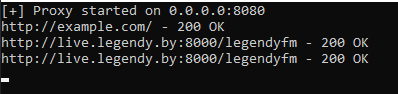 [+] Proxy started on 0.0.0.0:8080
http://example.com/ - 200 OK
http://live.legendy.by:8000/legendyfm - 200 OK
http://live.legendy.by:8000/legendyfm - 200 OK